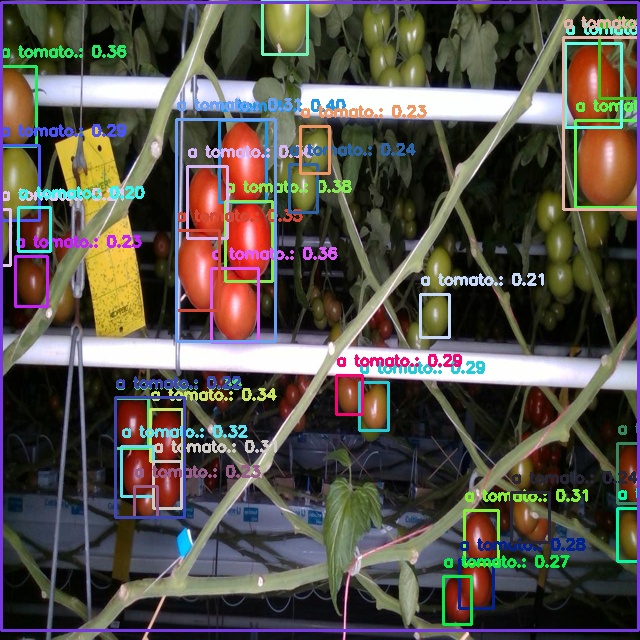 a tomato.: 0.36
a tomato.: 0.40
a tomato.: 0.23
a tomato.: 0.29
a tomato.: 0.24
a tomato.: 0.38
a tomato.: 0.20
a tomato.: 0.35
a tomato.: 0.23
a tomato.: 0.36
a tomato.: 0.21
a tomato.: 0.29
a tomato.: 0.29
a tomato.: 0.34
a tomato.: 0.32
a tomato.: 0.31
a tomato.: 0.31
a tomato.: 0.28
a tomato.: 0.27